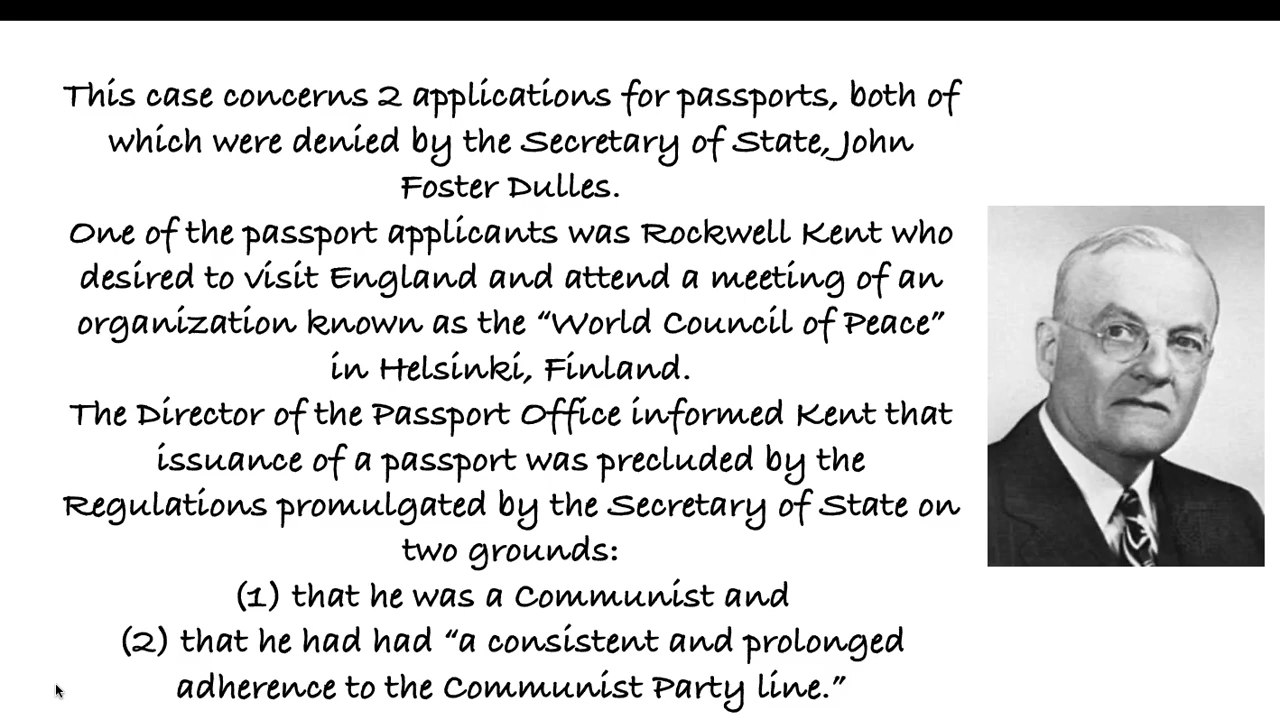 This case concerns 2 applications for passports, both of
which were denied by the Secretary of State, John
Foster Dulles.
One of the passport applicants was Rockwell Kent who
desired to visit England and attend a meeting of an
organization known as the “World Council of Peace”
in Helsinki, Finland.
The Director of the Passport Office informed Kent that
issuance of a passport was precluded by the
Regulations promulgated by the Secretary of State on
two grounds:
(1) that he was a Communist and
(2) that he had had “a consistent and prolonged
adherence to the Communist Party line.”